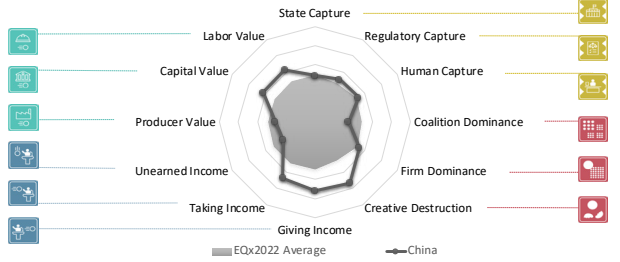 State Capture
Labor Value
Regulatory Capture
Capital Value
Human Capture
Producer Value
Coalition Dominance
Unearned Income
Firm Dominance
Taking Income
Creative Destruction
Giving Income
EQx2022 Average
China